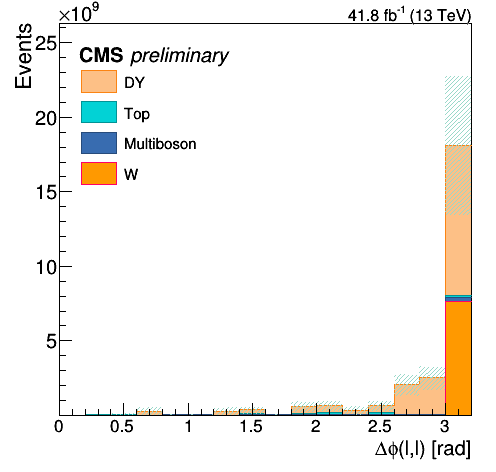 ×10⁹
41.8 fb⁻¹ (13 TeV)
Events
CMS preliminary
DY
Top
Multiboson
W
25
20
15
10
5
0 0.5 1 1.5 2 2.5 3
Δϕ(l,l) [rad]